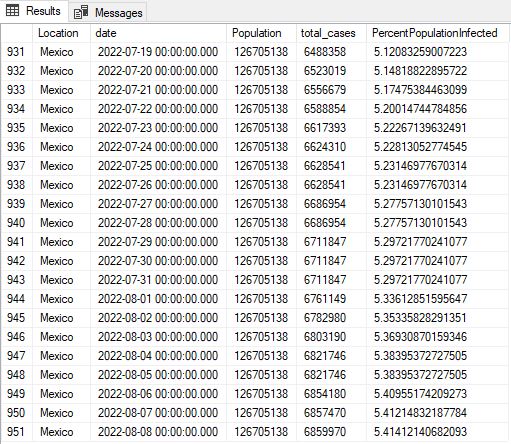 Results Messages
Location date Population total_cases PercentPopulationInfected
931 Mexico 2022-07-19 00:00:00.000 126705138 6488358 5.12083259007223
932 Mexico 2022-07-20 00:00:00.000 126705138 6523019 5.14818822895722
933 Mexico 2022-07-21 00:00:00.000 126705138 6556679 5.17475384463099
934 Mexico 2022-07-22 00:00:00.000 126705138 6588854 5.20014744784856
935 Mexico 2022-07-23 00:00:00.000 126705138 6617393 5.22267139632491
936 Mexico 2022-07-24 00:00:00.000 126705138 6624310 5.22813052774545
937 Mexico 2022-07-25 00:00:00.000 126705138 6628541 5.23146977670314
938 Mexico 2022-07-26 00:00:00.000 126705138 6628541 5.23146977670314
939 Mexico 2022-07-27 00:00:00.000 126705138 6686954 5.27757130101543
940 Mexico 2022-07-28 00:00:00.000 126705138 6686954 5.27757130101543
941 Mexico 2022-07-29 00:00:00.000 126705138 6711847 5.29721770241077
942 Mexico 2022-07-30 00:00:00.000 126705138 6711847 5.29721770241077
943 Mexico 2022-07-31 00:00:00.000 126705138 6711847 5.29721770241077
944 Mexico 2022-08-01 00:00:00.000 126705138 6761149 5.33612851595647
945 Mexico 2022-08-02 00:00:00.000 126705138 6782980 5.35335828291351
946 Mexico 2022-08-03 00:00:00.000 126705138 6803190 5.36930870159346
947 Mexico 2022-08-04 00:00:00.000 126705138 6821746 5.38395372727505
948 Mexico 2022-08-05 00:00:00.000 126705138 6821746 5.38395372727505
949 Mexico 2022-08-06 00:00:00.000 126705138 6854180 5.40955174209273
950 Mexico 2022-08-07 00:00:00.000 126705138 6857470 5.41214832187784
951 Mexico 2022-08-08 00:00:00.000 126705138 6859970 5.41412140682093